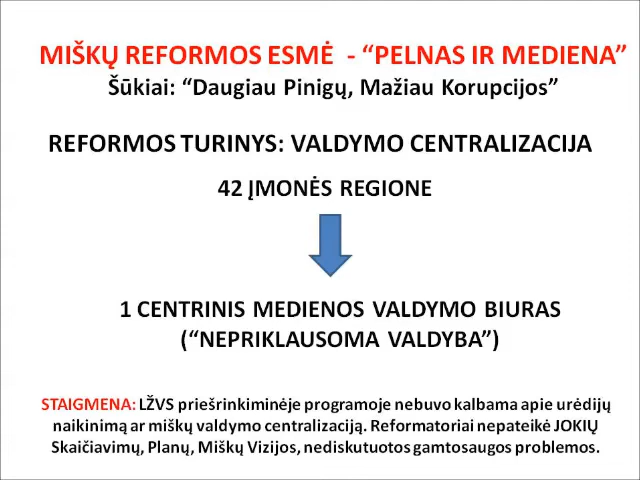 MIŠKŲ REFORMOS ESMĖ - “PELNAS IR MEDIENA”
Šūkiai: “Daugiau Pinigų, Mažiau Korupcijos”
REFORMOS TURINYS: VALDYMO CENTRALIZACIJA
42 ĮMONĖS REGIONE
1 CENTRINIS MEDIENOS VALDYMO BIURAS
(“NEPRIKLAUSOMA VALDYBA”)
STAIGMENA: LŽVS priešrinkiminėje programoje nebuvo kalbama apie urėdijų
naikinimą ar miškų valdymo centralizaciją. Reformatoriai nepateikė JOKIŲ
Skaičiavimų, Planų, Miškų Vizijos, nediskutuotos gamtosaugos problemos.